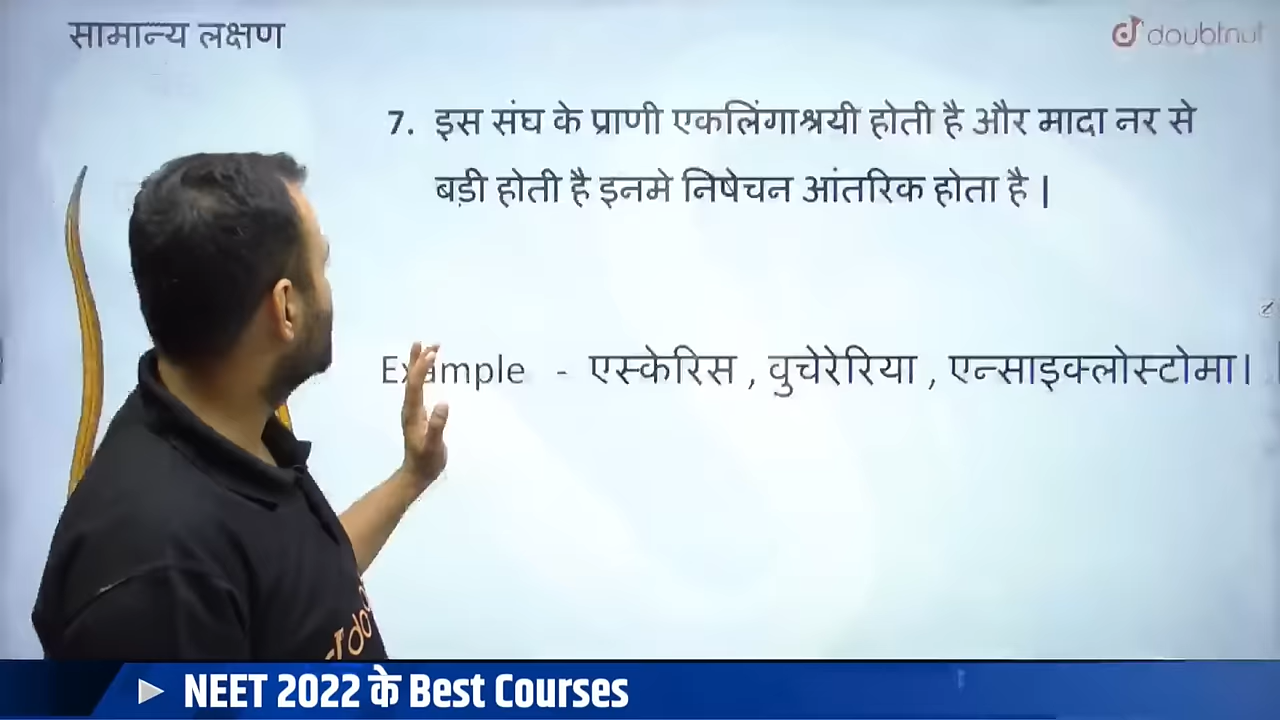 सामान्य लक्षण
doubtnut
7. इस संघ के प्राणी एकलिंगाश्रयी होती है और मादा नर से
बड़ी होती है इनमे निषेचन आंतरिक होता है |
Example - एस्केरिस , वुचेरेरिया , एन्साइक्लोस्टोमा।
NEET 2022 के Best Courses